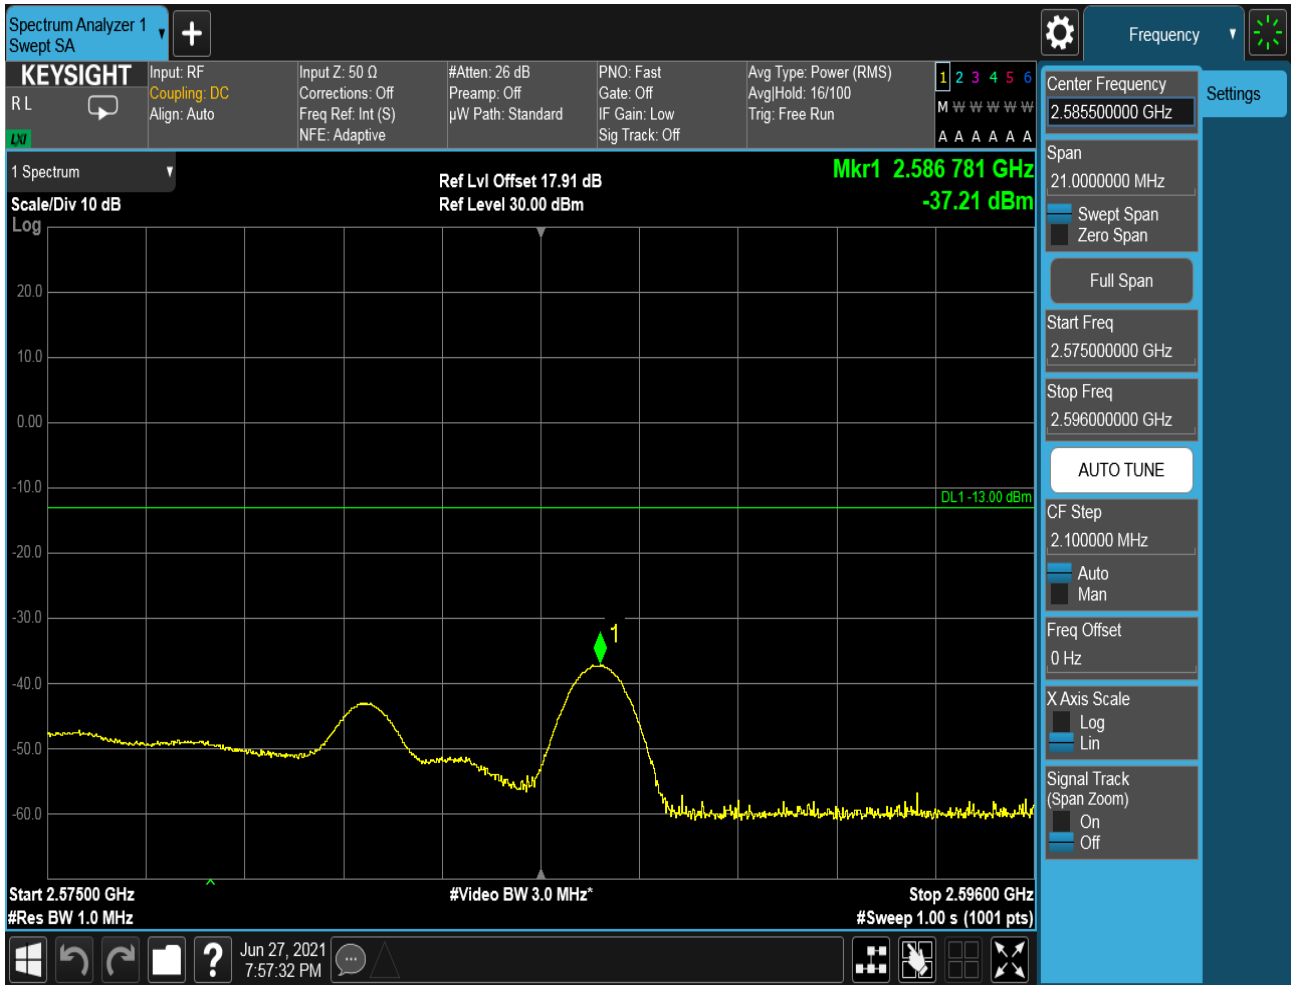 Spectrum Analyzer 1
Swept SA
Frequency
KEYSIGHT
R L
LXI
Input: RF
Coupling: DC
Align: Auto
Input Z: 50 Ω
Corrections: Off
Freq Ref: Int (S)
NFE: Adaptive
#Atten: 26 dB
Preamp: Off
µW Path: Standard
PNO: Fast
Gate: Off
IF Gain: Low
Sig Track: Off
Avg Type: Power (RMS)
Avg|Hold: 16/100
Trig: Free Run
1 2 3 4 5 6
M W W W W W
A A A A A A
1 Spectrum
Scale/Div 10 dB
Log
Ref Lvl Offset 17.91 dB
Ref Level 30.00 dBm
Mkr1 2.586 781 GHz
-37.21 dBm
20.0
10.0
0.00
-10.0
DL1 -13.00 dBm
-20.0
-30.0
1
-40.0
-50.0
-60.0
Start 2.57500 GHz
#Res BW 1.0 MHz
#Video BW 3.0 MHz*
Stop 2.59600 GHz
#Sweep 1.00 s (1001 pts)
?
Jun 27, 2021
7:57:32 PM
Center Frequency
2.585500000 GHz
Settings
Span
21.0000000 MHz
Swept Span
Zero Span
Full Span
Start Freq
2.575000000 GHz
Stop Freq
2.596000000 GHz
AUTO TUNE
CF Step
2.100000 MHz
Auto
Man
Freq Offset
0 Hz
X Axis Scale
Log
Lin
Signal Track
(Span Zoom)
On
Off